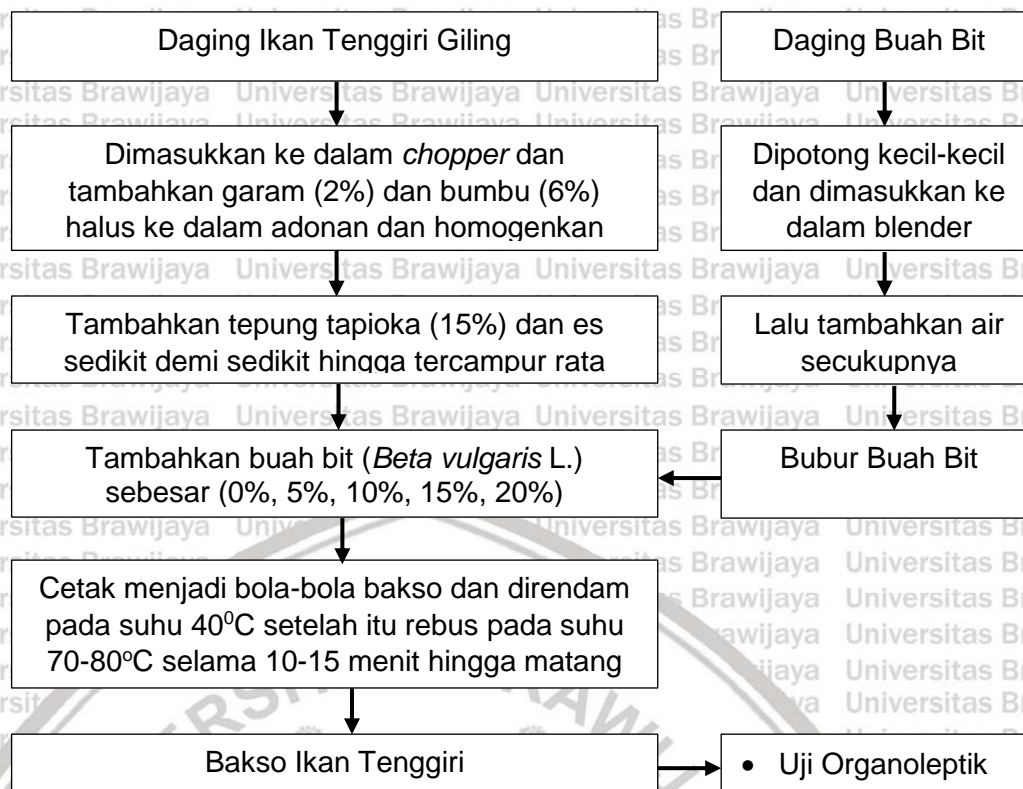 Daging Ikan Tenggiri Giling
Daging Buah Bit
Dimasukkan ke dalam chopper dan
tambahkan garam (2%) dan bumbu (6%)
halus ke dalam adonan dan homogenkan
Dipotong kecil-kecil
dan dimasukkan ke
dalam blender
Tambahkan tepung tapioka (15%) dan es
sedikit demi sedikit hingga tercampur rata
Lalu tambahkan air
secukupnya
Tambahkan buah bit (Beta vulgaris L.)
sebesar (0%, 5%, 10%, 15%, 20%)
Bubur Buah Bit
Cetak menjadi bola-bola bakso dan direndam
pada suhu 40⁰C setelah itu rebus pada suhu
70-80ᵒC selama 10-15 menit hingga matang
Bakso Ikan Tenggiri
• Uji Organoleptik